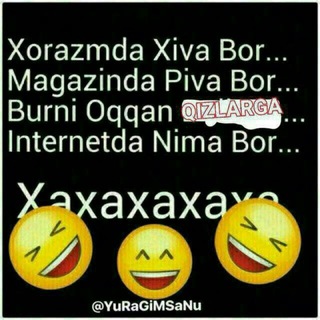 Xorazmda Xiva Bor...
Magazinda Piva Bor...
Burni Oqqan QIZLARGA...
Internetda Nima Bor...
Xaxaxaxaxa
@YuRaGiMSaNu